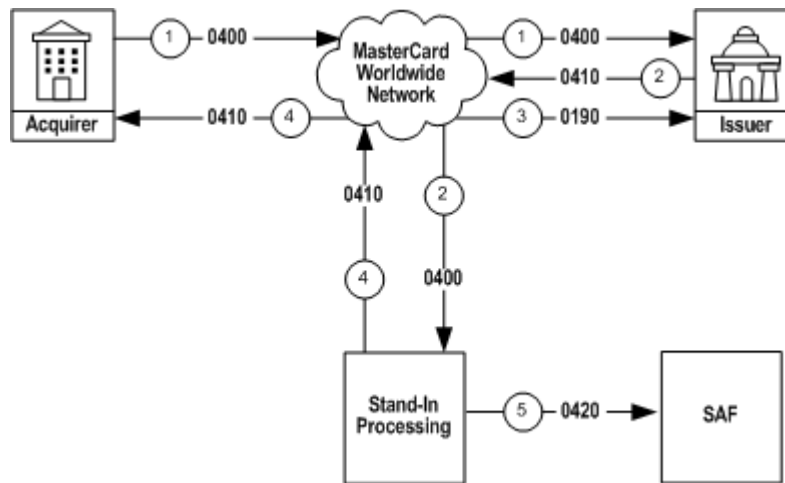 1 0400
MasterCard
Worldwide
Network
1 0400
0410 2
Acquirer
0410 4
3 0190
Issuer
0410
2
4
0400
Stand-In
Processing
5 0420
SAF